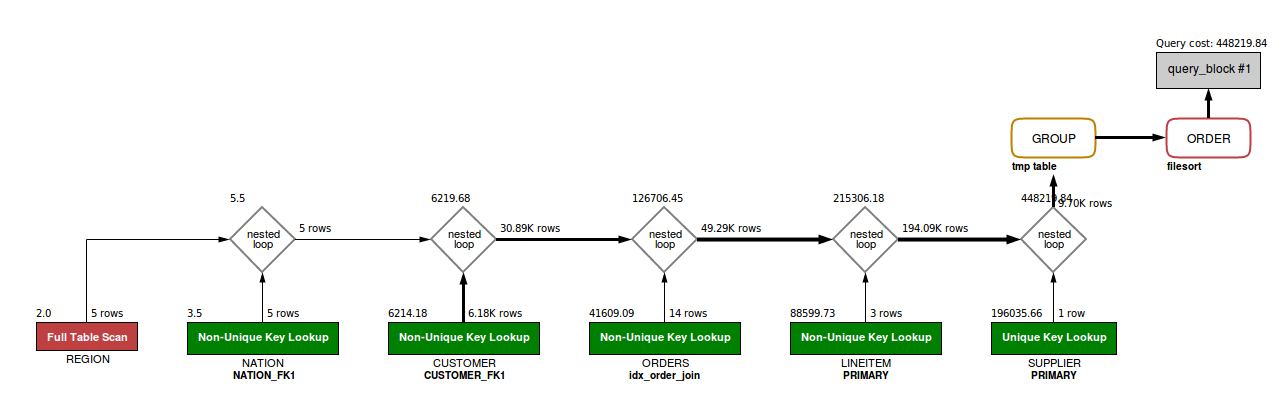 Query cost: 448219.84
query_block #1
GROUP
ORDER
tmp table
filesort
5.5
6219.68
126706.45
215306.18
448219.84
9.70K rows
nested
loop
5 rows
nested
loop
30.89K rows
nested
loop
49.29K rows
nested
loop
194.09K rows
nested
loop
2.0
5 rows
3.5
5 rows
6214.18
6.18K rows
41609.09
14 rows
88599.73
3 rows
196035.66
1 row
Full Table Scan
Non-Unique Key Lookup
Non-Unique Key Lookup
Non-Unique Key Lookup
Non-Unique Key Lookup
Unique Key Lookup
REGION
NATION
NATION_FK1
CUSTOMER
CUSTOMER_FK1
ORDERS
idx_order_join
LINEITEM
PRIMARY
SUPPLIER
PRIMARY